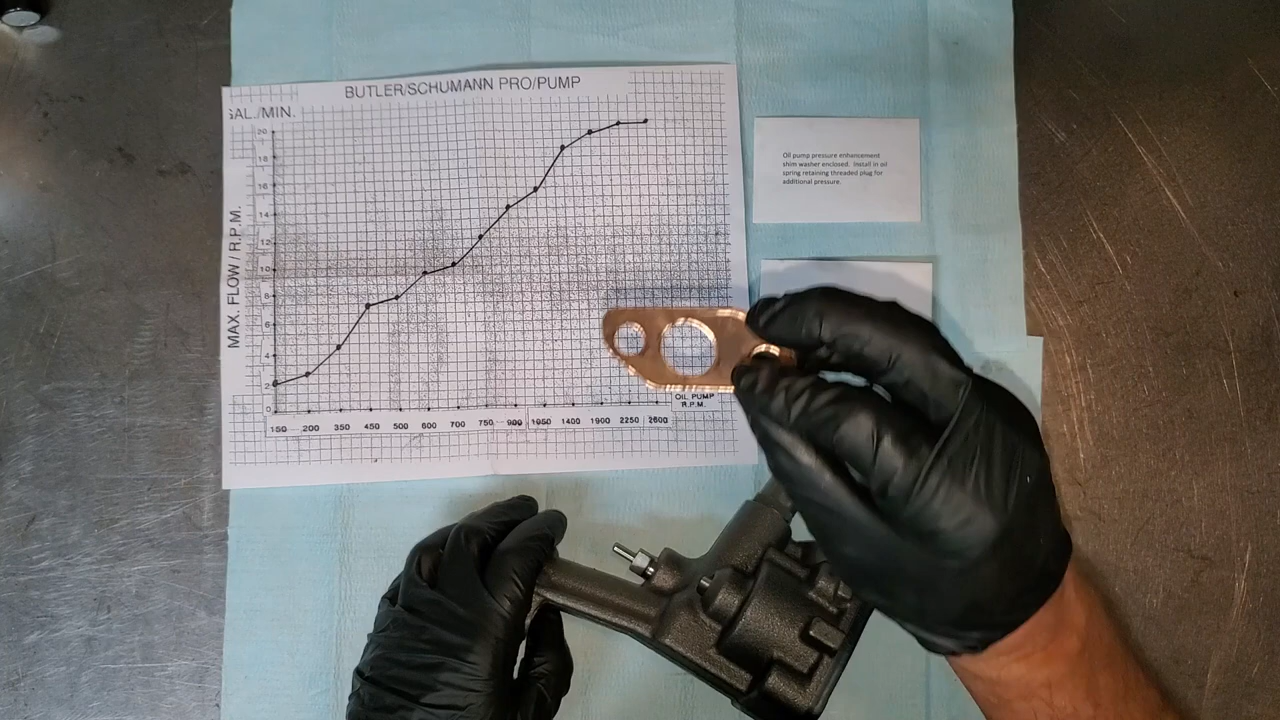 BUTLER/SCHUMANN PRO/PUMP
GAL./MIN.
MAX. FLOW / R.P.M.
20
18
16
14
12
10
8
6
4
2
0
150 200 350 450 500 600 700 750 900 1050 1400 1900 2250 2600
OIL PUMP
R.P.M.
Oil pump pressure enhancement
shim washer enclosed. Install in oil
spring retaining threaded plug for
additional pressure.